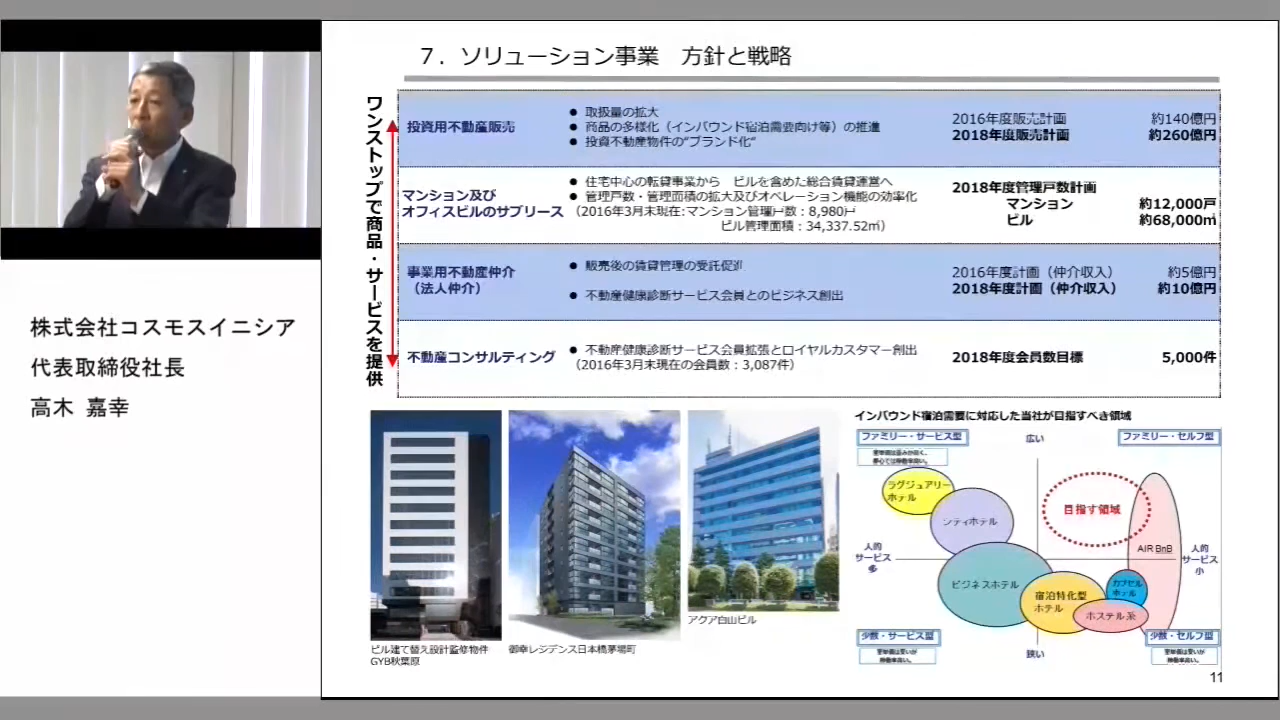 株式会社コスモスイニシア
代表取締役社長
高木 嘉幸
7．ソリューション事業　方針と戦略
ワンストップで商品・サービスを提供
投資用不動産販売
● 取扱量の拡大
● 商品の多様化（インバウンド宿泊需要向け等）の推進
● 投資不動産物件の"ブランド化"
2016年度販売計画　約140億円
2018年度販売計画　約260億円
マンション及び
オフィスビルのサブリース
● 住宅中心の転貸事業から　ビルを含めた総合賃貸運営へ
● 管理戸数・管理面積の拡大及びオペレーション機能の効率化
（2016年3月末現在:マンション管理戸数：8,980戸
ビル管理面積：34,337.52㎡）
2018年度管理戸数計画
マンション　約12,000戸
ビル　約68,000㎡
事業用不動産仲介
（法人仲介）
● 販売後の賃貸管理の受託促進
● 不動産健康診断サービス会員とのビジネス創出
2016年度計画（仲介収入）　約5億円
2018年度計画（仲介収入）　約10億円
不動産コンサルティング
● 不動産健康診断サービス会員拡張とロイヤルカスタマー創出
（2016年3月末現在の会員数：3,087件）
2018年度会員数目標　5,000件
ビル建て替え設計監修物件
GYB秋葉原
御幸レジデンス日本橋茅場町
アクア白山ビル
インバウンド宿泊需要に対応した当社が目指すべき領域
ファミリー・サービス型
広い
ファミリー・セルフ型
ラグジュアリー
ホテル
シティホテル
目指す領域
人的
サービス
多
AIR BnB
人的
サービス
小
ビジネスホテル
宿泊特化型
ホテル
カプセル
ホテル
ホステル系
少数・サービス型
狭い
少数・セルフ型
11